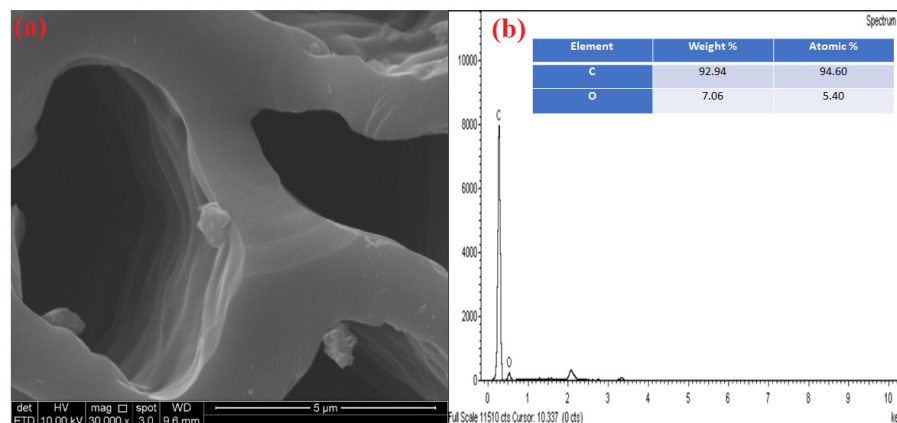 (a)
det HV mag □ spot WD
ETD 10.00 kV 30,000 x 3.0 9.6 mm
5 µm
(b)
Spectrum
Element Weight % Atomic %
C 92.94 94.60
O 7.06 5.40
10000
8000
6000
4000
2000
0
C
O
0 1 2 3 4 5 6 7 8 9 10
Full Scale 11510 cts Cursor: 10.337 (0 cts) ke